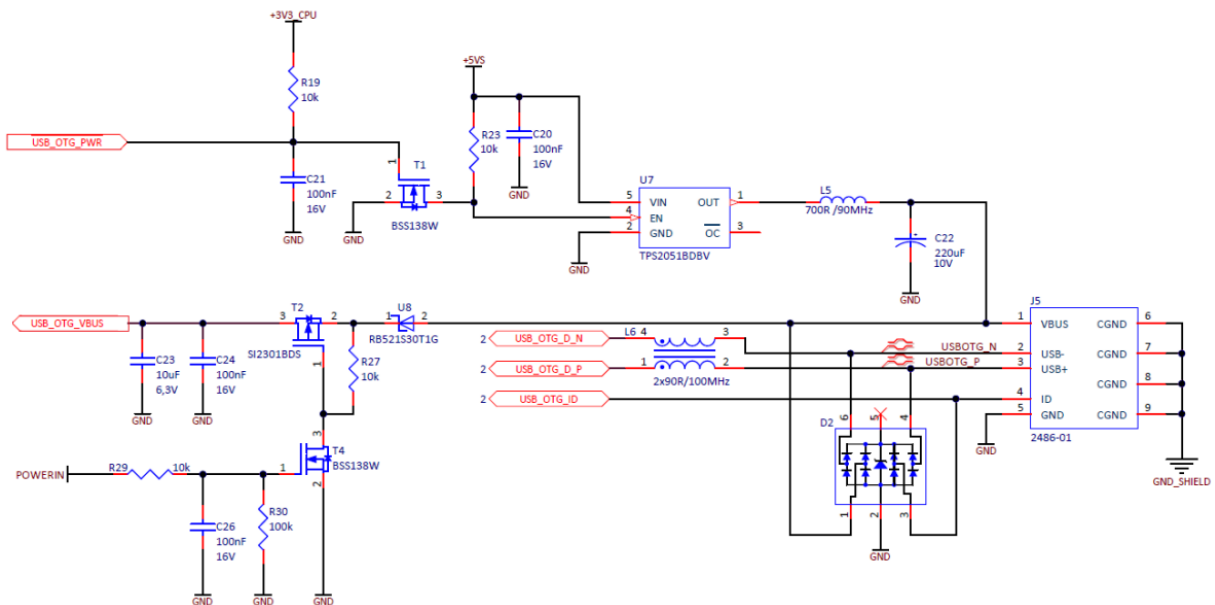 +3V3_CPU
R19
10k
USB_OTG_PWR
C21
100nF
16V
GND
1
T1
2
3
GND
BSS138W
+5VS
R23
10k
C20
100nF
16V
GND
U7
5
VIN
OUT
1
4
EN
2
GND
OC
3
TPS2051BDBV
GND
L5
700R /90MHz
+
C22
220uF
10V
GND
USB_OTG_VBUS
C23
10uF
6,3V
GND
C24
100nF
16V
GND
T2
3
2
SI2301BDS
1
R27
10k
U8
1
2
RB521S30T1G
3
T4
BSS138W
1
2
GND
POWERIN
R29
10k
C26
100nF
16V
GND
R30
100k
GND
2
USB_OTG_D_N
L6
4
3
2
USB_OTG_D_P
1
2
2x90R/100MHz
2
USB_OTG_ID
USBOTG_N
USBOTG_P
D2
6
5
4
1
2
3
GND
J5
1
VBUS
CGND
6
2
USB-
CGND
7
3
USB+
CGND
8
4
ID
5
GND
CGND
9
2486-01
GND
GND_SHIELD